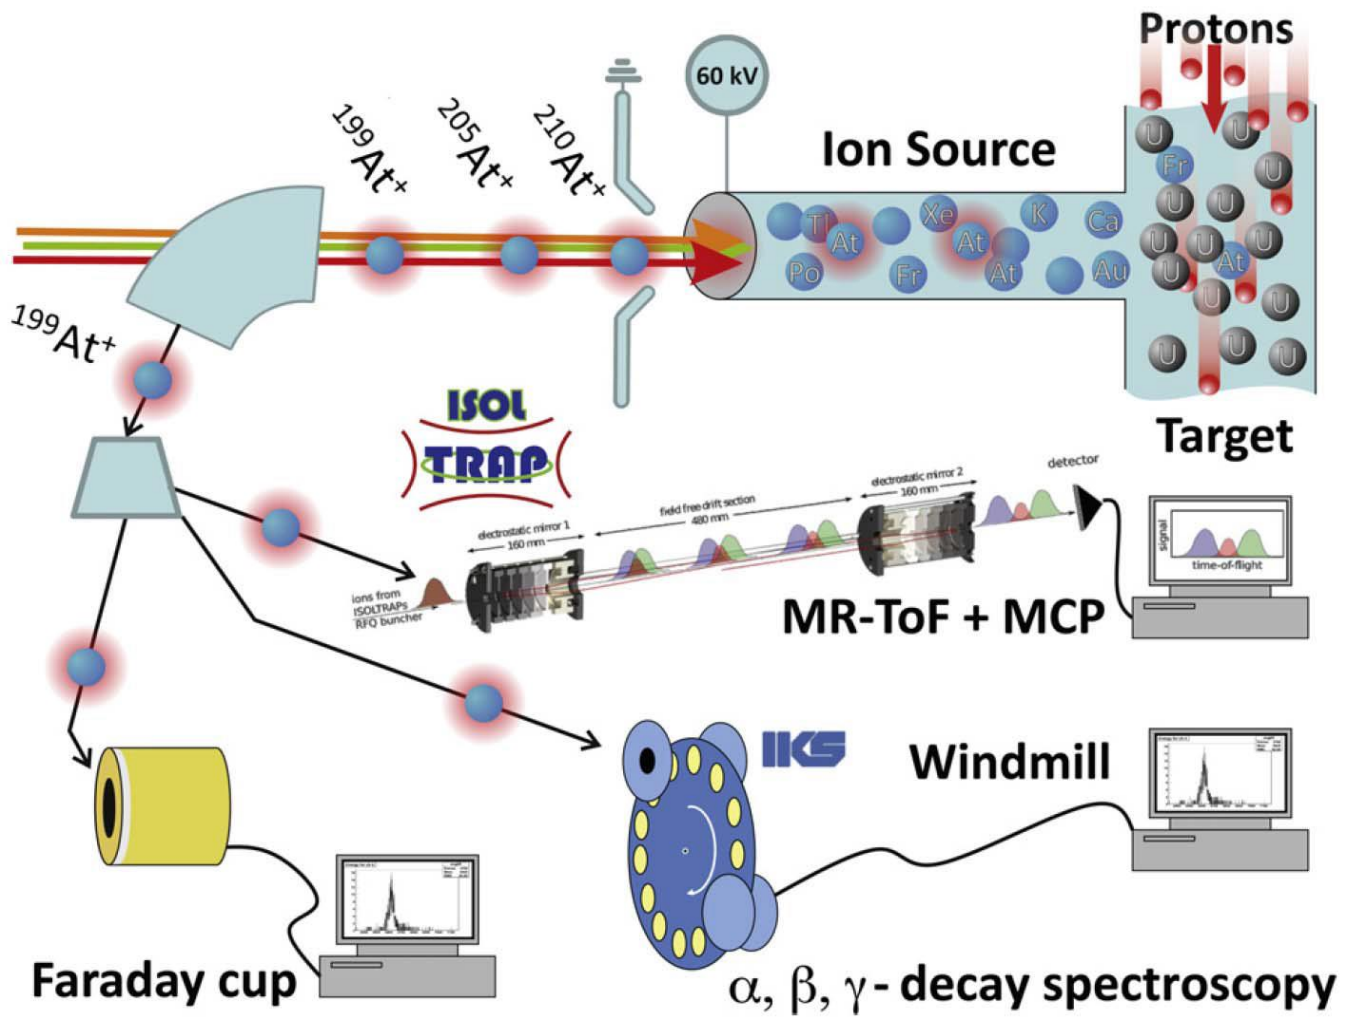 Protons
60 kV
199At+
205At+
210At+
Ion Source
U
U
Fr
U
U
U
U
U
U
U
At
U
U
U
U
U
Tl
At
Xe
At
K
Ca
Po
Fr
At
Au
199At+
ISOL
TRAP
Target
electrostatic mirror 1
160 mm
field free drift section
480 mm
electrostatic mirror 2
160 mm
detector
signal
time-of-flight
ions from
ISOLTRAPs
RFQ buncher
MR-ToF + MCP
IKS
Windmill
Faraday cup
α, β, γ - decay spectroscopy